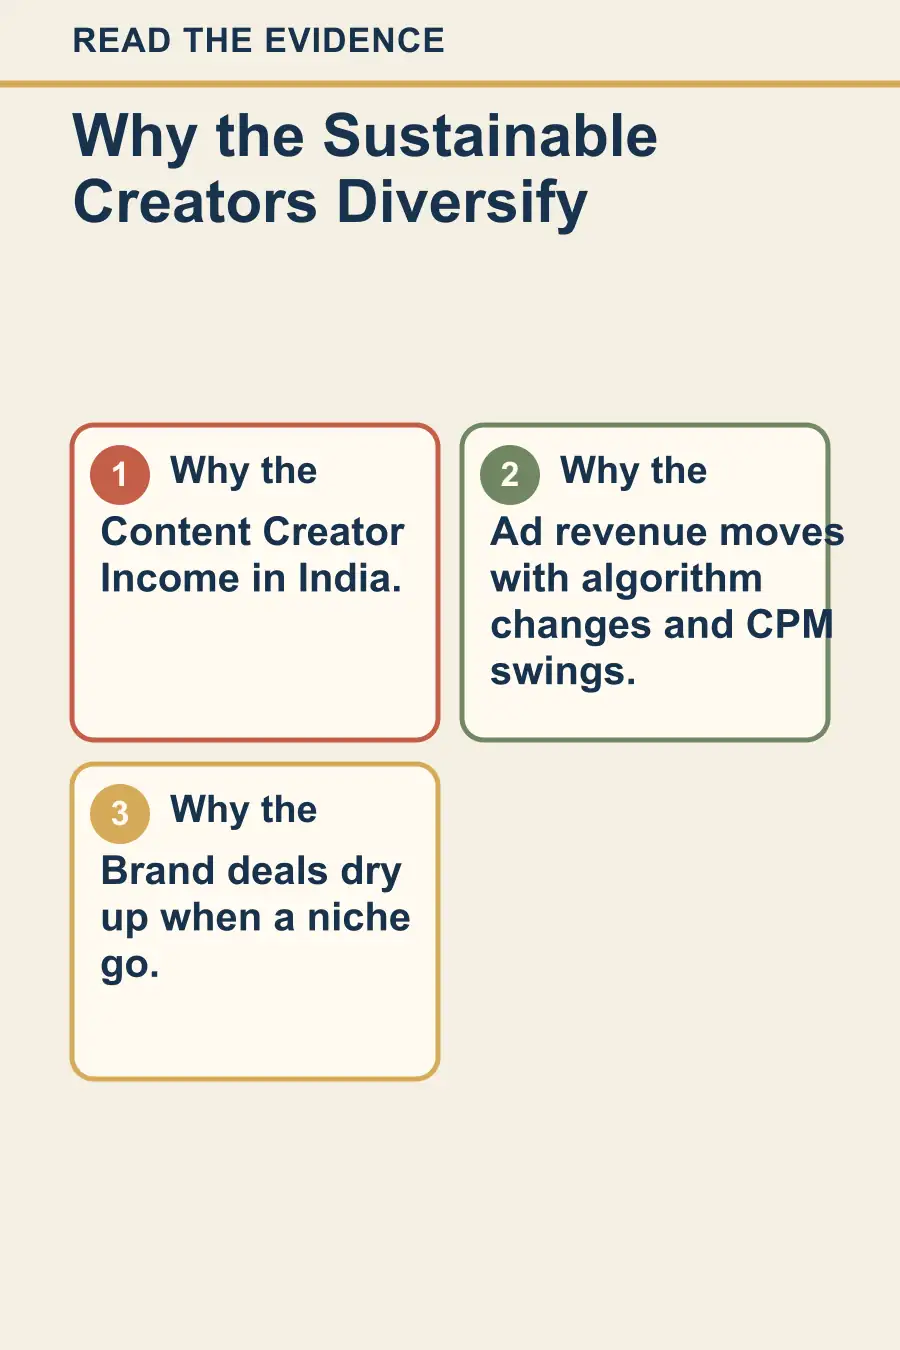 READ THE EVIDENCE
Why the Sustainable
Creators Diversify
1 Why the
Content Creator
Income in India.
2 Why the
Ad revenue moves
with algorithm
changes and CPM
swings.
3 Why the
Brand deals dry
up when a niche
go.